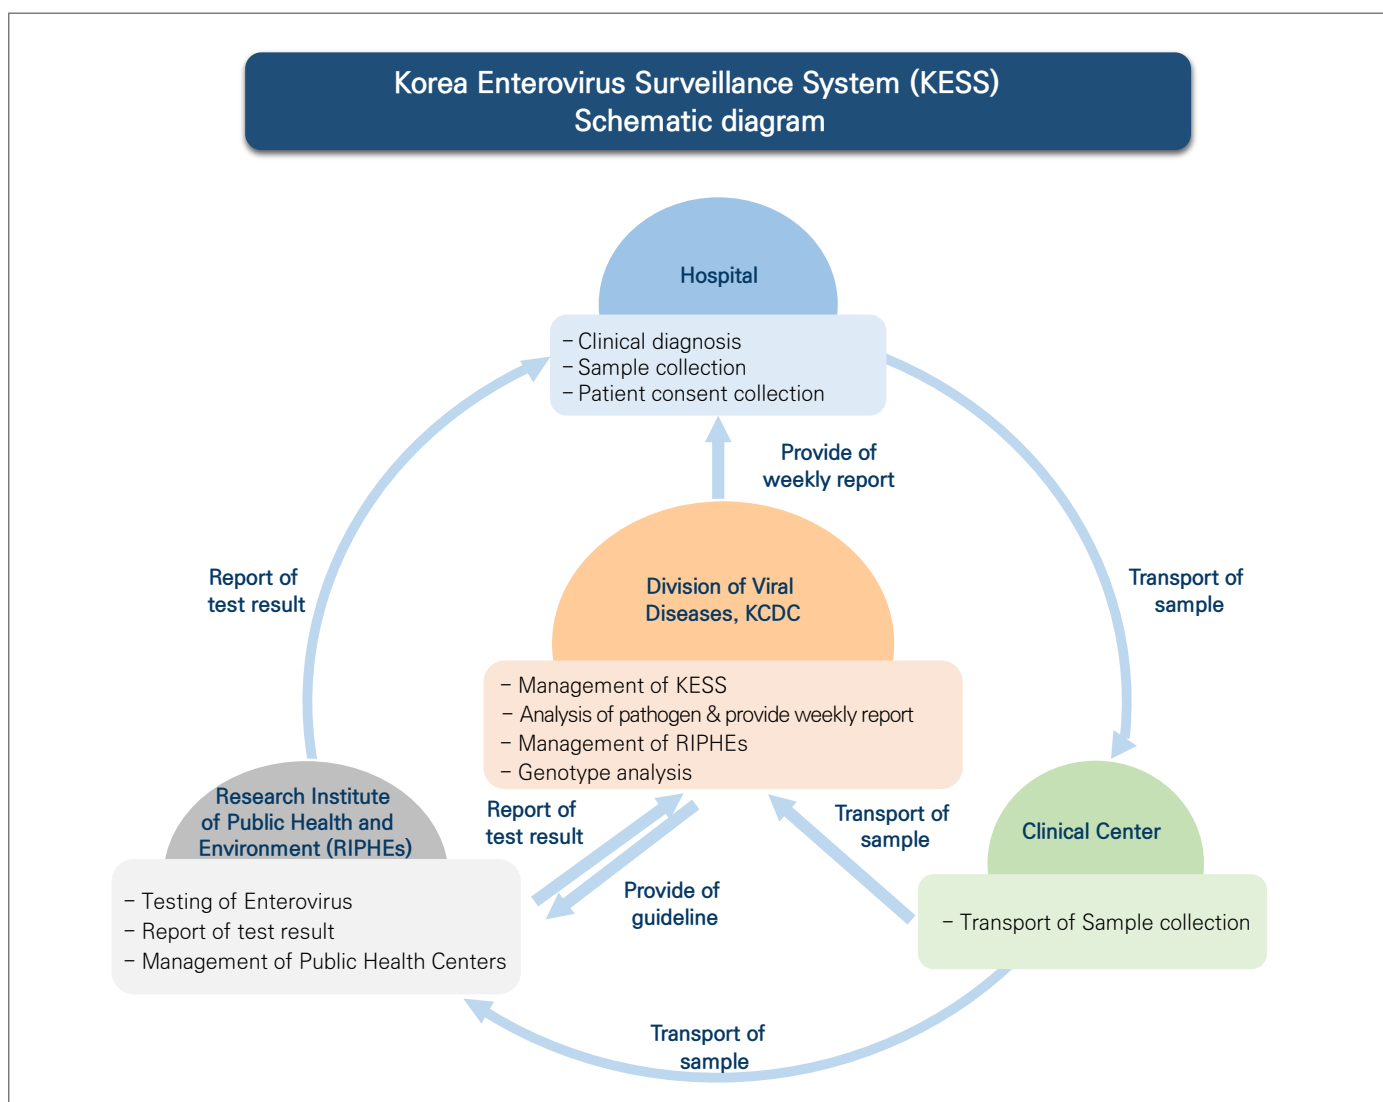 Korea Enterovirus Surveillance System (KESS)
Schematic diagram
Hospital
– Clinical diagnosis
– Sample collection
– Patient consent collection
Provide of
weekly report
Report of
test result
Transport of
sample
Division of Viral
Diseases, KCDC
– Management of KESS
– Analysis of pathogen & provide weekly report
– Management of RIPHEs
– Genotype analysis
Research Institute
of Public Health and
Environment (RIPHEs)
– Testing of Enterovirus
– Report of test result
– Management of Public Health Centers
Report of
test result
Provide of
guideline
Transport of
sample
Clinical Center
– Transport of Sample collection
Transport of
sample